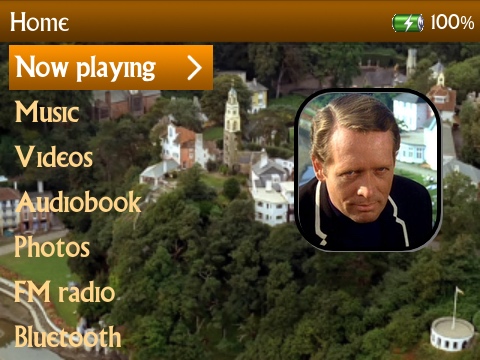 Home
100%
Now playing
Music
Videos
Audiobook
Photos
FM radio
Bluetooth